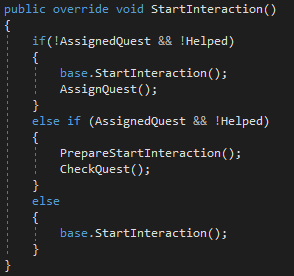 public override void StartInteraction()
{
    if(!AssignedQuest && !Helped)
    {
        base.StartInteraction();
        AssignQuest();
    }
    else if (AssignedQuest && !Helped)
    {
        PrepareStartInteraction();
        CheckQuest();
    }
    else
    {
        base.StartInteraction();
    }
}